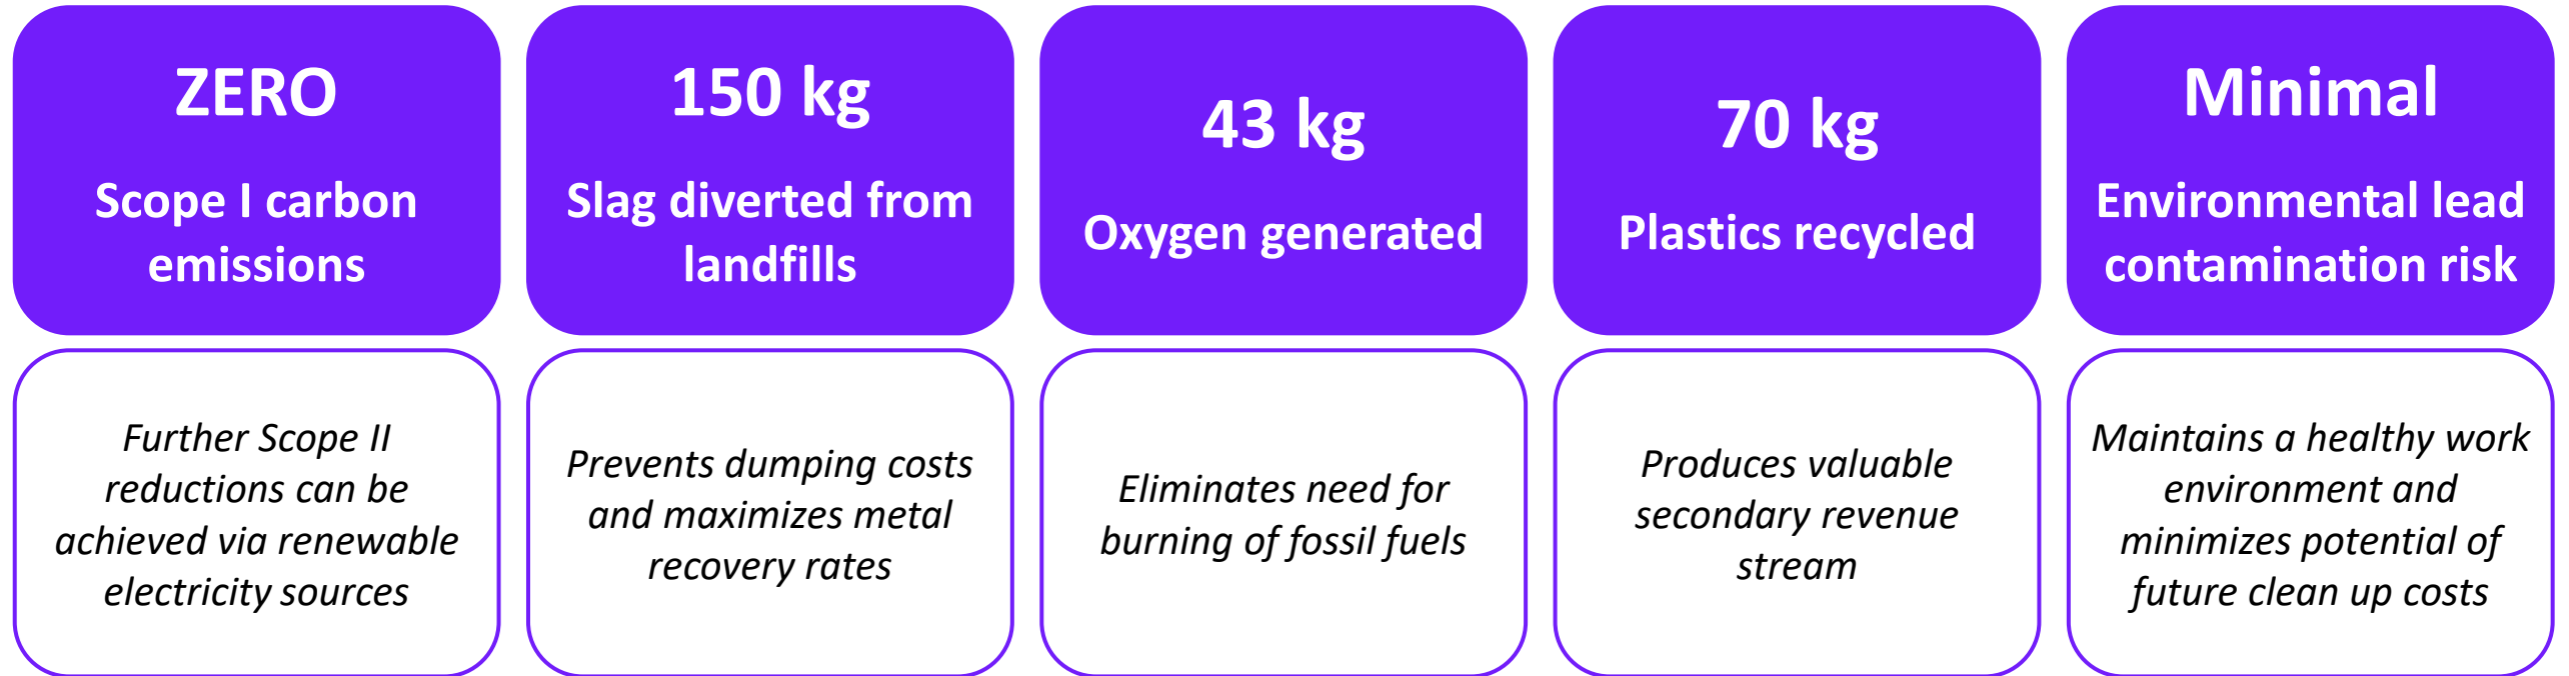 ZERO
Scope I carbon
emissions
Further Scope II
reductions can be
achieved via renewable
electricity sources
150 kg
Slag diverted from
landfills
Prevents dumping costs
and maximizes metal
recovery rates
43 kg
Oxygen generated
Eliminates need for
burning of fossil fuels
70 kg
Plastics recycled
Produces valuable
secondary revenue
stream
Minimal
Environmental lead
contamination risk
Maintains a healthy work
environment and
minimizes potential of
future clean up costs